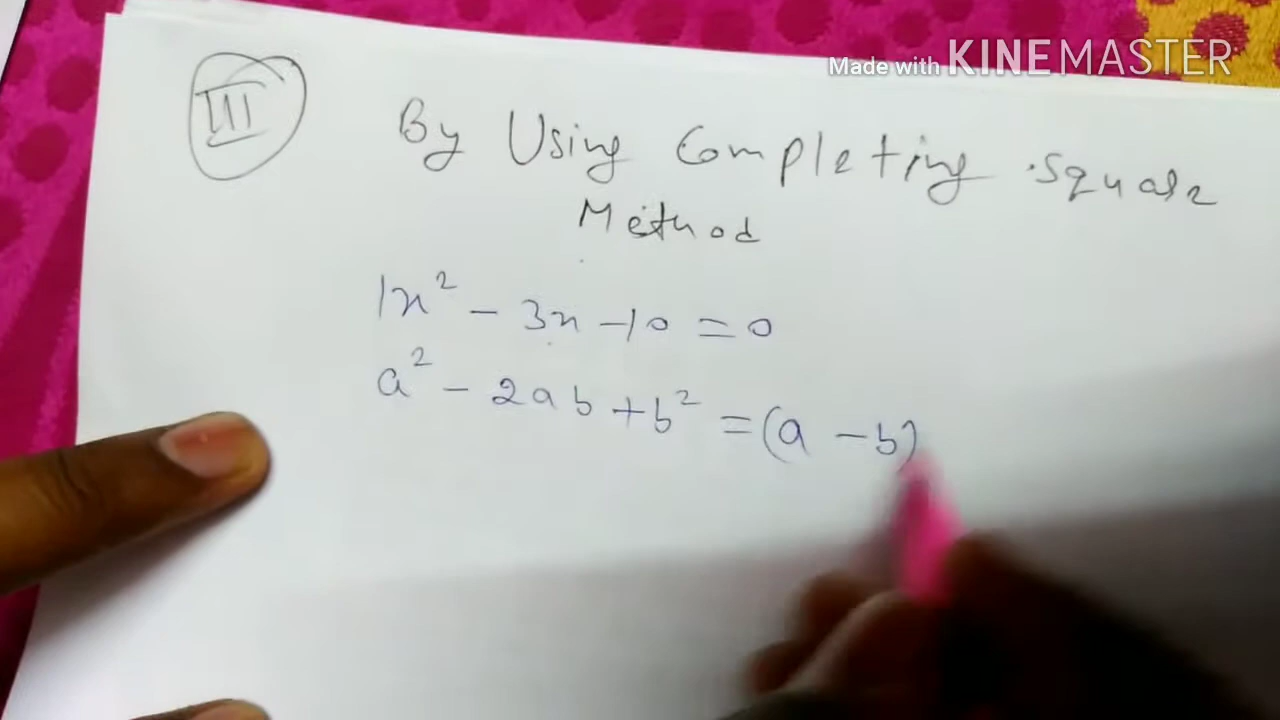 Made with KINEMASTER
III
By Using Completing Square
Method
1x² - 3x - 10 = 0
a² - 2ab + b² = (a - b)